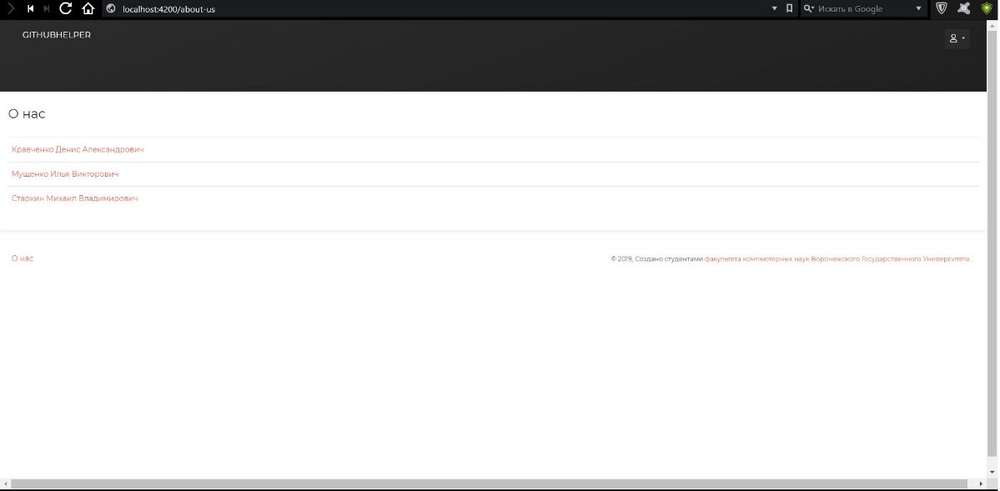 localhost:4200/about-us
Искать в Google
GITHUBHELPER
О нас
Кравченко Денис Александрович
Мущенко Илья Викторович
Старкин Михаил Владимирович
О нас
© 2019, Создано студентами факультета компьютерных наук Воронежского Государственного Университета.